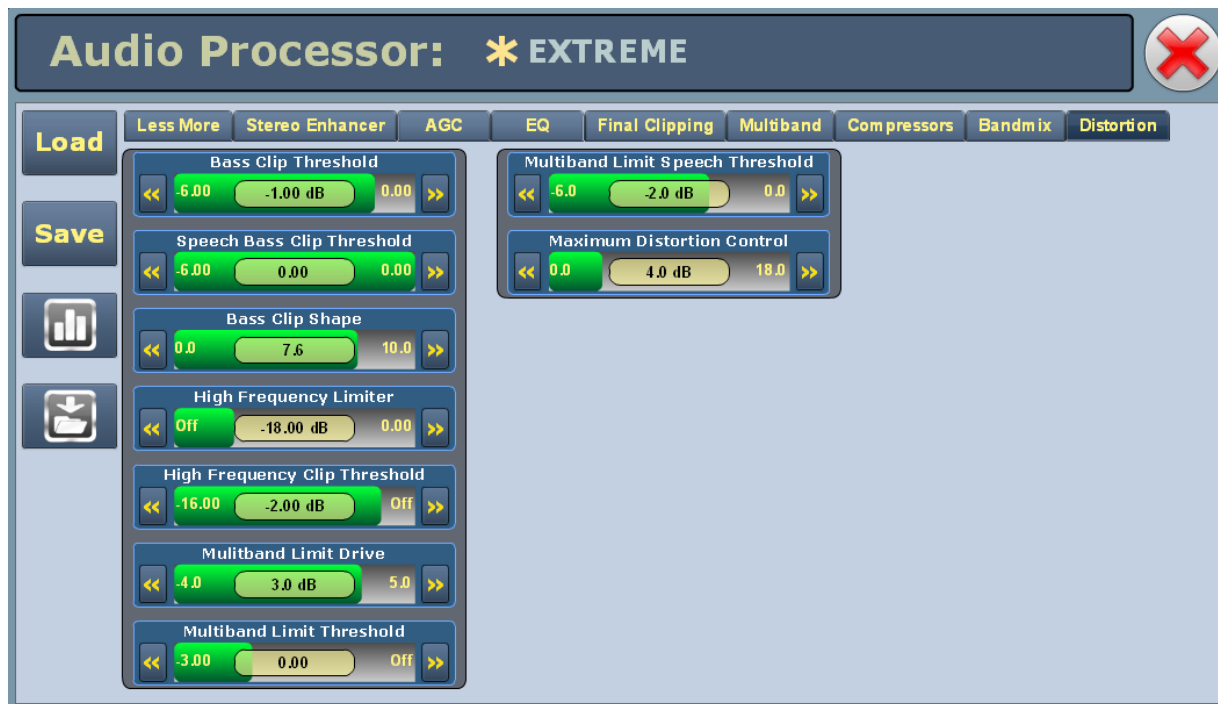 Audio Processor: * EXTREME
Load
Save
Less More Stereo Enhancer AGC EQ Final Clipping Multiband Compressors Bandmix Distortion
Bass Clip Threshold
<< -6.00 -1.00 dB 0.00 >>
Speech Bass Clip Threshold
<< -6.00 0.00 0.00 >>
Bass Clip Shape
<< 0.0 7.6 10.0 >>
High Frequency Limiter
<< Off -18.00 dB 0.00 >>
High Frequency Clip Threshold
<< -16.00 -2.00 dB Off >>
Mulitband Limit Drive
<< -4.0 3.0 dB 5.0 >>
Multiband Limit Threshold
<< -3.00 0.00 Off >>
Multiband Limit Speech Threshold
<< -6.0 -2.0 dB 0.0 >>
Maximum Distortion Control
<< 0.0 4.0 dB 18.0 >>